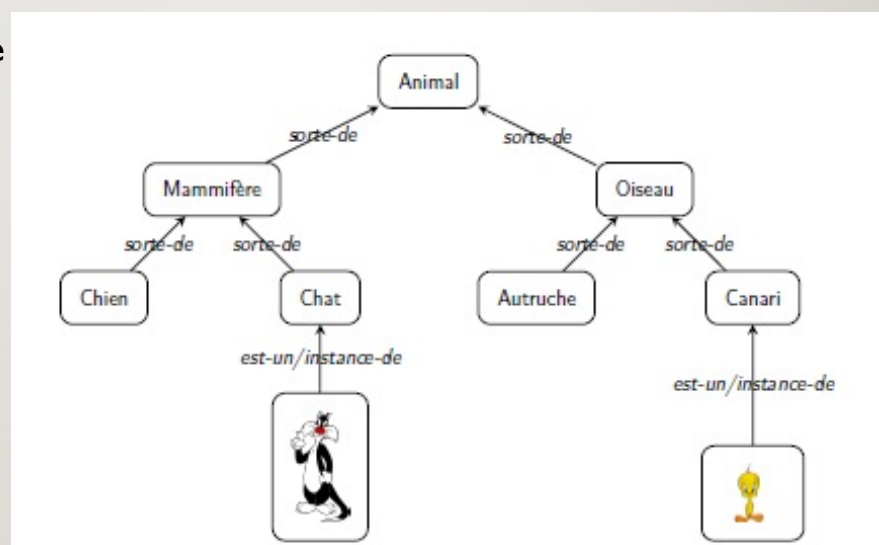 e
Animal
sorte-de sorte-de
Mammifère Oiseau
sorte-de sorte-de sorte-de sorte-de
Chien Chat Autruche Canari
est-un/instance-de
est-un/instance-de